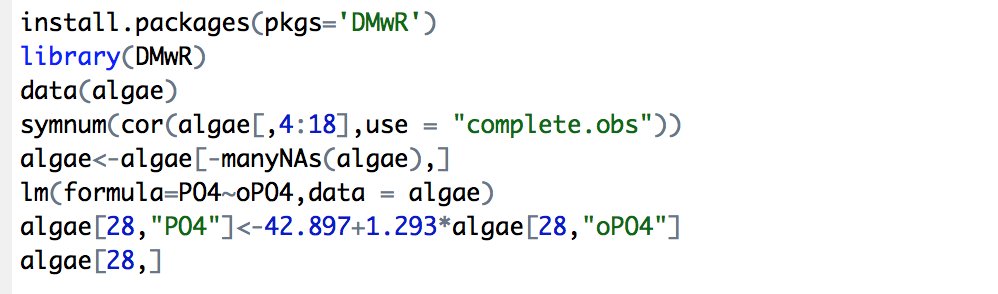 install.packages(pkgs='DMwR')
library(DMwR)
data(algae)
symnum(cor(algae[,4:18],use = "complete.obs"))
algae<-algae[-manyNAs(algae),]
lm(formula=PO4~oPO4,data = algae)
algae[28,"PO4"]<-42.897+1.293*algae[28,"oPO4"]
algae[28,]